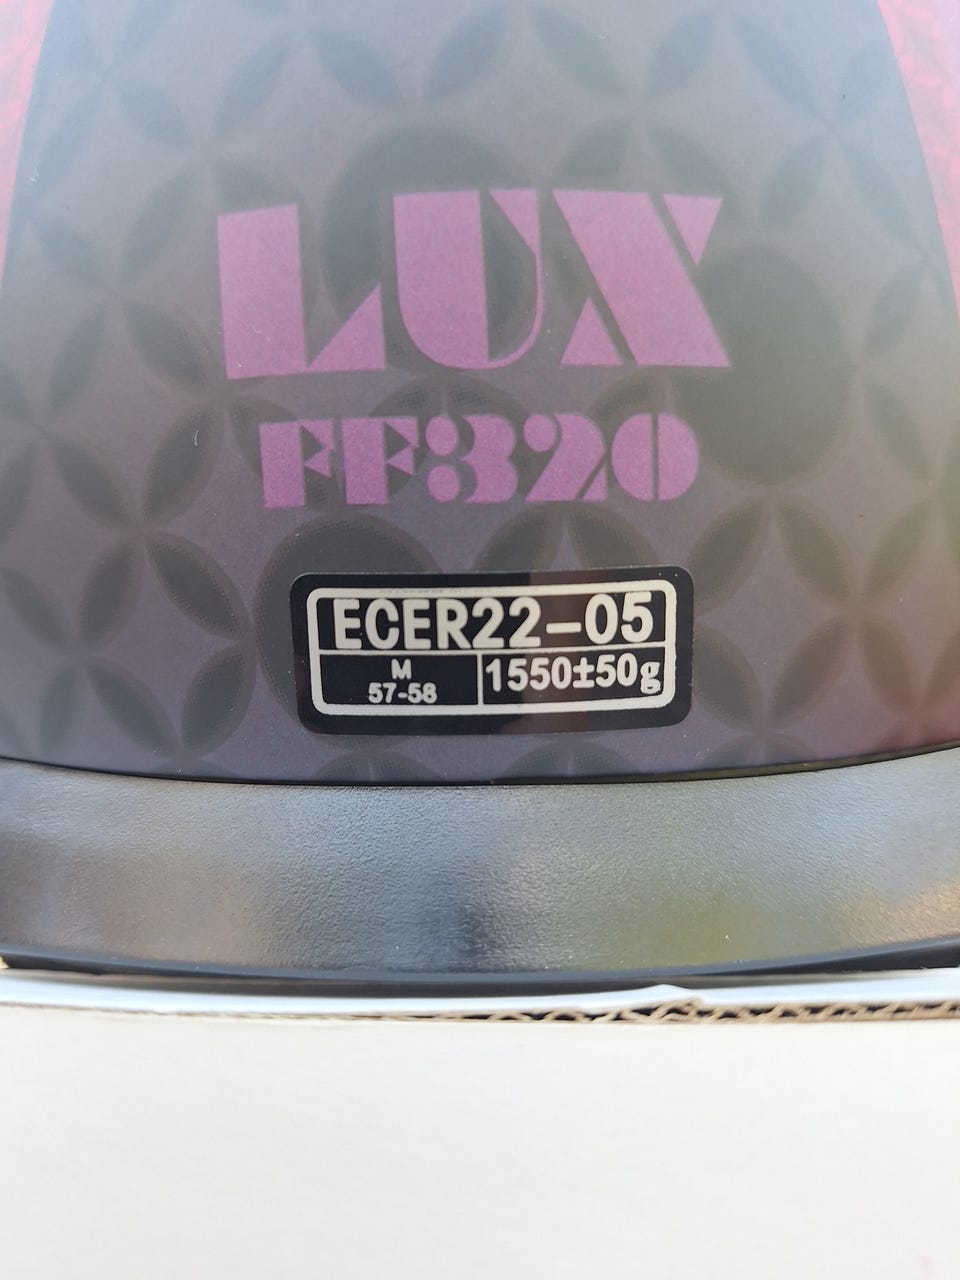 LUX
FF320
ECER22-05
M
57-58
1550±50g